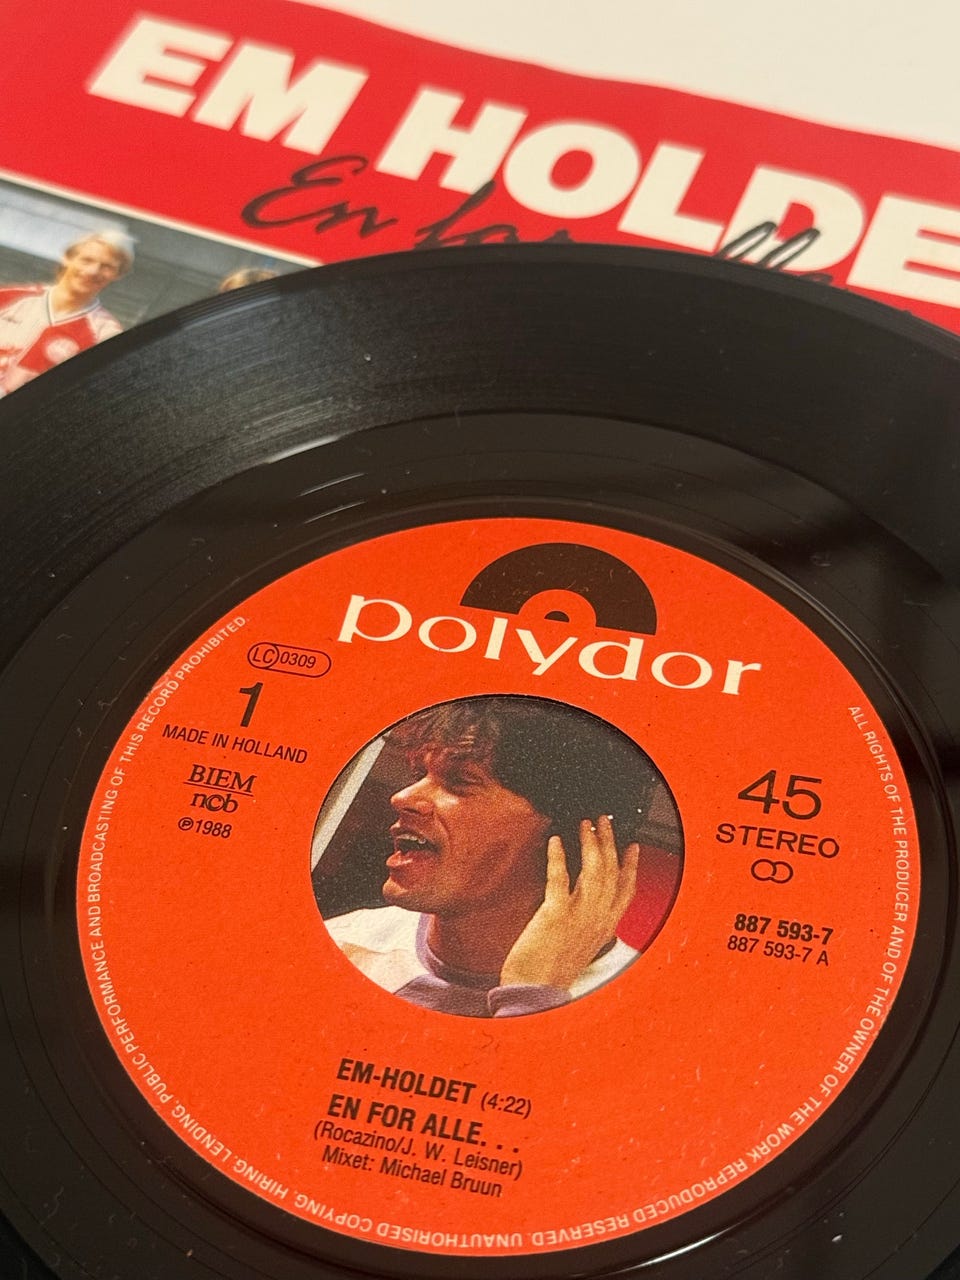 EM HOLDE
En for alle
polydor
LC 0309
1
MADE IN HOLLAND
BIEM
ncb
℗1988
45
STEREO
887 593-7
887 593-7 A
EM-HOLDET (4:22)
EN FOR ALLE. . .
(Rocazino/J. W. Leisner)
Mixet: Michael Bruun
ALL RIGHTS OF THE PRODUCER AND OF THE OWNER OF THE WORK REPRODUCED RESERVED. UNAUTHORISED COPYING, HIRING, LENDING, PUBLIC PERFORMANCE AND BROADCASTING OF THIS RECORD PROHIBITED.